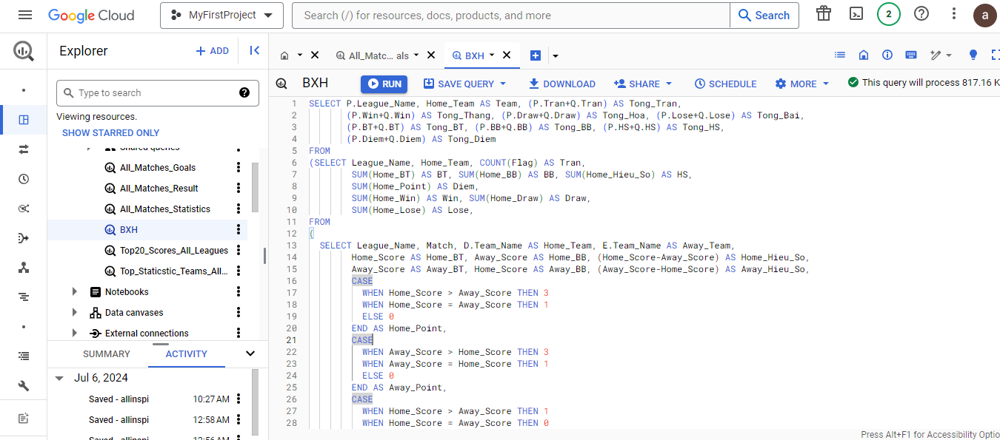 Google Cloud
MyFirstProject
Search (/) for resources, docs, products, and more
Search
2
a
Explorer
+ ADD
All_Matc... als
BXH
Type to search
Viewing resources.
SHOW STARRED ONLY
Shared queries
All_Matches_Goals
All_Matches_Result
All_Matches_Statistics
BXH
Top20_Scores_All_Leagues
Top_Staticstic_Teams_All...
Notebooks
Data canvases
External connections
SUMMARY
ACTIVITY
Jul 6, 2024
Saved - allinspi 10:27 AM
Saved - allinspi 12:58 AM
Saved - allinspi 12:56 AM
BXH
RUN
SAVE QUERY
DOWNLOAD
SHARE
SCHEDULE
MORE
This query will process 817.16 K
1 SELECT P.League_Name, Home_Team AS Team, (P.Tran+Q.Tran) AS Tong_Tran,
2 (P.Win+Q.Win) AS Tong_Thang, (P.Draw+Q.Draw) AS Tong_Hoa, (P.Lose+Q.Lose) AS Tong_Bai,
3 (P.BT+Q.BT) AS Tong_BT, (P.BB+Q.BB) AS Tong_BB, (P.HS+Q.HS) AS Tong_HS,
4 (P.Diem+Q.Diem) AS Tong_Diem
5 FROM
6 (SELECT League_Name, Home_Team, COUNT(Flag) AS Tran,
7 SUM(Home_BT) AS BT, SUM(Home_BB) AS BB, SUM(Home_Hieu_So) AS HS,
8 SUM(Home_Point) AS Diem,
9 SUM(Home_Win) AS Win, SUM(Home_Draw) AS Draw,
10 SUM(Home_Lose) AS Lose,
11 FROM
12 (
13 SELECT League_Name, Match, D.Team_Name AS Home_Team, E.Team_Name AS Away_Team,
14 Home_Score AS Home_BT, Away_Score AS Home_BB, (Home_Score-Away_Score) AS Home_Hieu_So,
15 Away_Score AS Away_BT, Home_Score AS Away_BB, (Away_Score-Home_Score) AS Away_Hieu_So,
16 CASE
17 WHEN Home_Score > Away_Score THEN 3
18 WHEN Home_Score = Away_Score THEN 1
19 ELSE 0
20 END AS Home_Point,
21 CASE
22 WHEN Away_Score > Home_Score THEN 3
23 WHEN Away_Score = Home_Score THEN 1
24 ELSE 0
25 END AS Away_Point,
26 CASE
27 WHEN Home_Score > Away_Score THEN 1
28 WHEN Home_Score = Away_Score THEN 0
Press Alt+F1 for Accessibility Optio